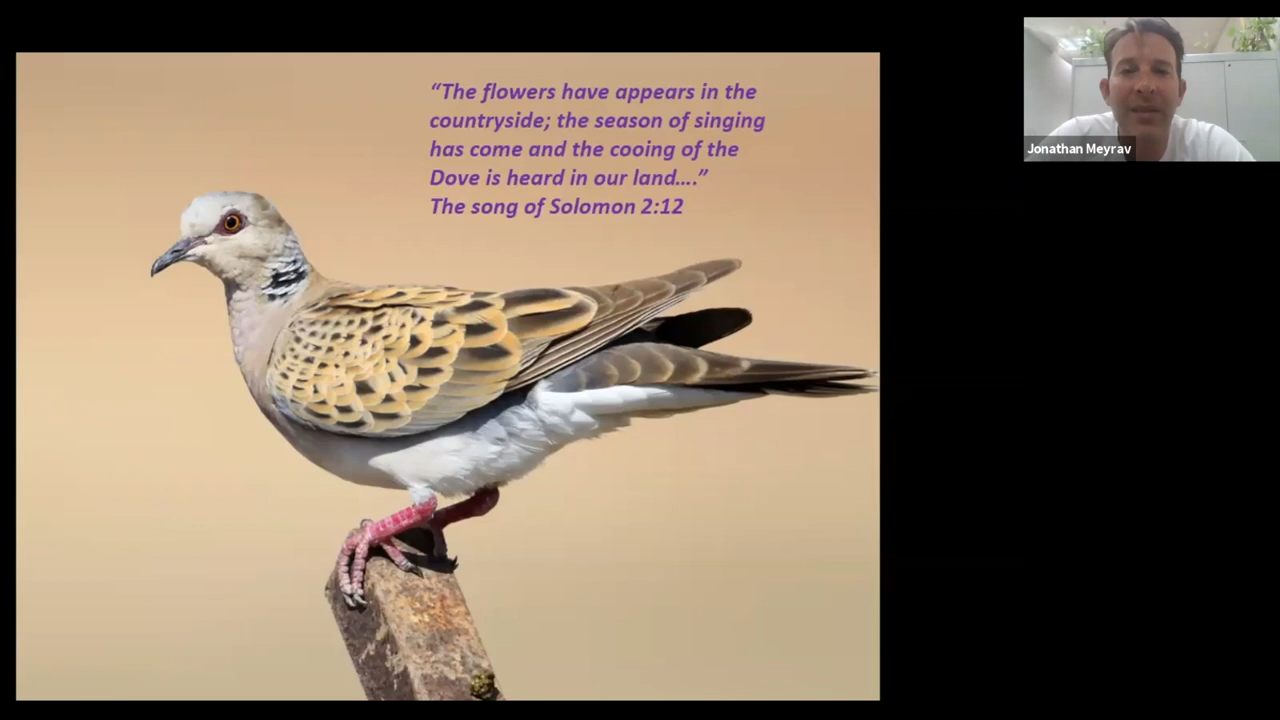 “The flowers have appears in the
countryside; the season of singing
has come and the cooing of the
Dove is heard in our land….”
The song of Solomon 2:12
Jonathan Meyrav